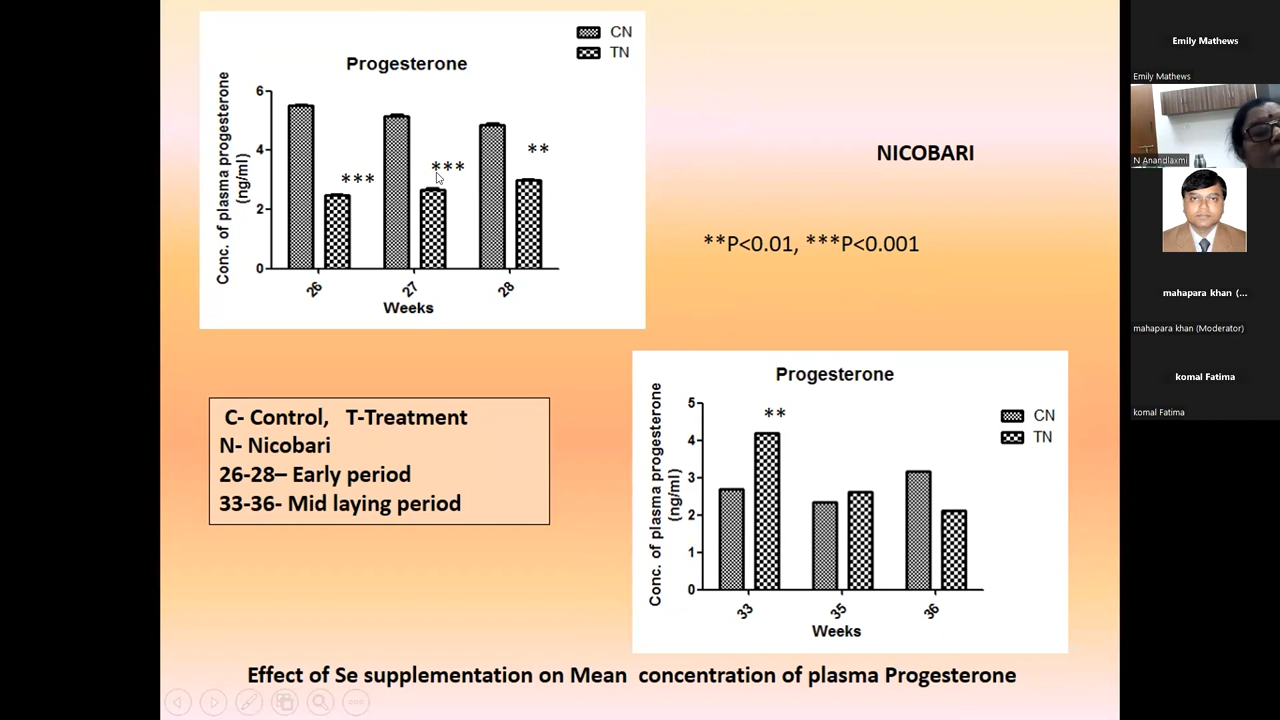 CN
TN
Progesterone
Conc. of plasma progesterone
(ng/ml)
6
4
2
0
***
***
**
26
27
28
Weeks
NICOBARI
**P<0.01, ***P<0.001
C- Control, T-Treatment
N- Nicobari
26-28– Early period
33-36- Mid laying period
Progesterone
CN
TN
Conc. of plasma progesterone
(ng/ml)
5
4
3
2
1
0
**
33
35
36
Weeks
Effect of Se supplementation on Mean concentration of plasma Progesterone
Emily Mathews
Emily Mathews
N Anandlaxmi
mahapara khan (...
mahapara khan (Moderator)
komal Fatima
komal Fatima